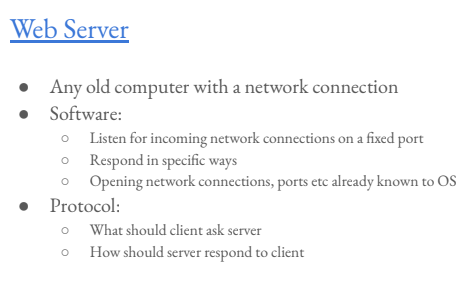 Web Server
● Any old computer with a network connection
● Software:
○ Listen for incoming network connections on a fixed port
○ Respond in specific ways
○ Opening network connections, ports etc already known to OS
● Protocol:
○ What should client ask server
○ How should server respond to client